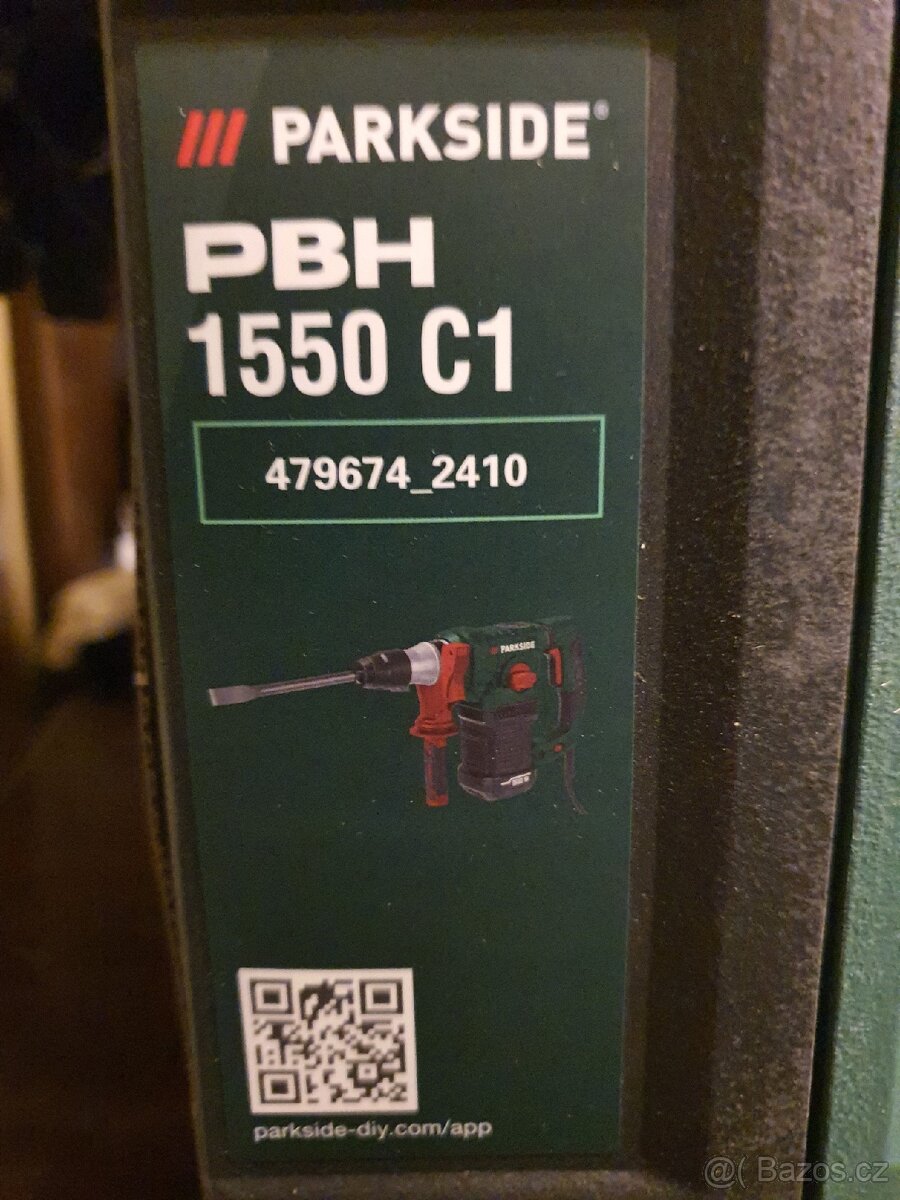 PARKSIDE®
PBH
1550 C1
479674_2410
PARKSIDE
parkside-diy.com/app
@( Bazos.cz